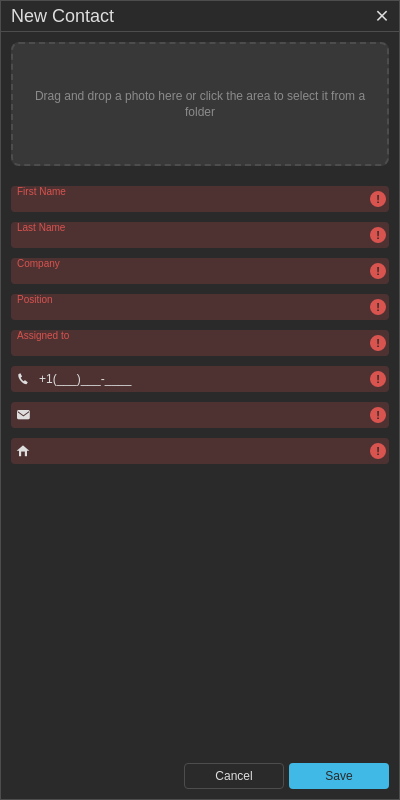 New Contact
Drag and drop a photo here or click the area to select it from a
folder
First Name
Last Name
Company
Position
Assigned to
+1(___)___-____
Cancel
Save